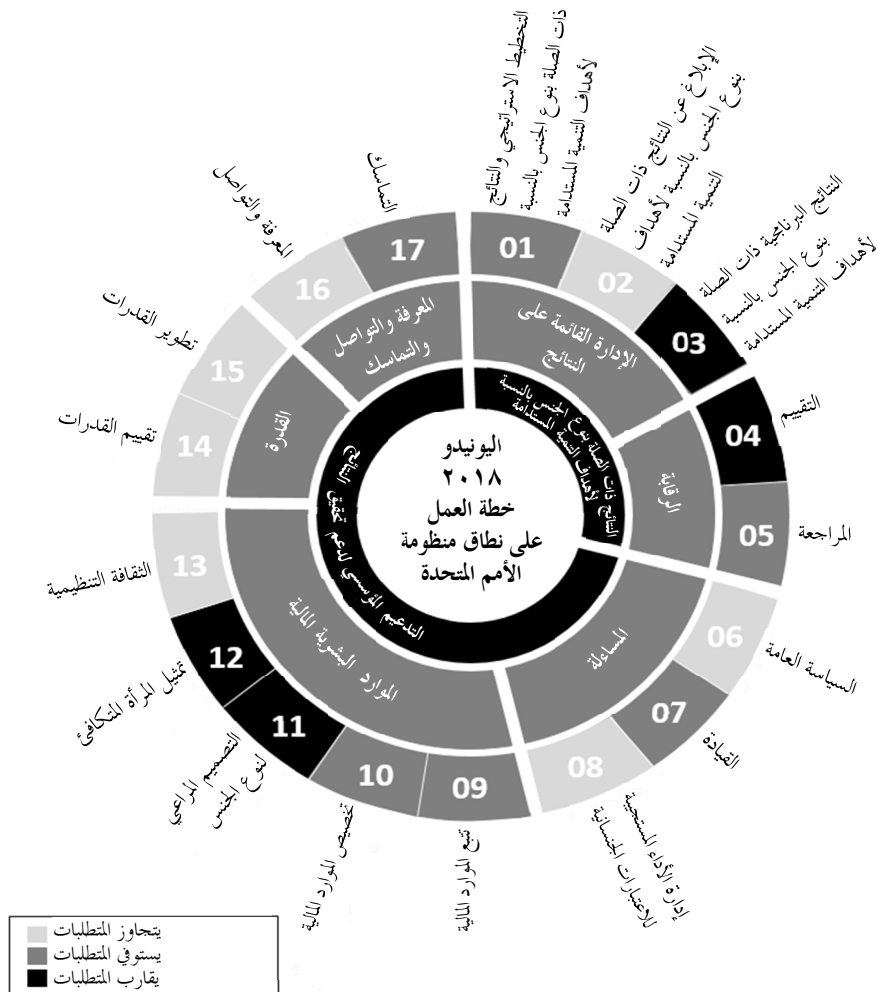 التخطيط الاستراتيجي والنتائج
ذات الصلة بنوع الجنس بالنسبة
لأهداف التنمية المستدامة
الإبلاغ عن النتائج ذات الصلة
بنوع الجنس بالنسبة لأهداف
التنمية المستدامة
النتائج البرنامجية ذات الصلة
بنوع الجنس بالنسبة
لأهداف التنمية المستدامة
التقييم
المراجعة
السياسة العامة
القيادة
إدارة الأداء المستجيبة
للاعتبارات الجنسانية
تتبع الموارد المالية
تخصيص الموارد المالية
التصميم المراعي
لنوع الجنس
تمثيل المرأة المتكافئ
الثقافة التنظيمية
تقييم القدرات
تطوير القدرات
المعرفة والتواصل
التماسك
01
02
03
04
05
06
07
08
09
10
11
12
13
14
15
16
17
الإدارة القائمة على
النتائج
الرقابة
المساءلة
الموارد البشرية المالية
القدرة
المعرفة والتواصل
والتماسك
النتائج ذات الصلة بنوع الجنس بالنسبة
لأهداف التنمية المستدامة
التدعيم المؤسسي لدعم تحقيق النتائج
اليونيدو
٢٠١٨
خطة العمل
على نطاق منظومة
الأمم المتحدة
يتجاوز المتطلبات
يستوفي المتطلبات
يقارب المتطلبات